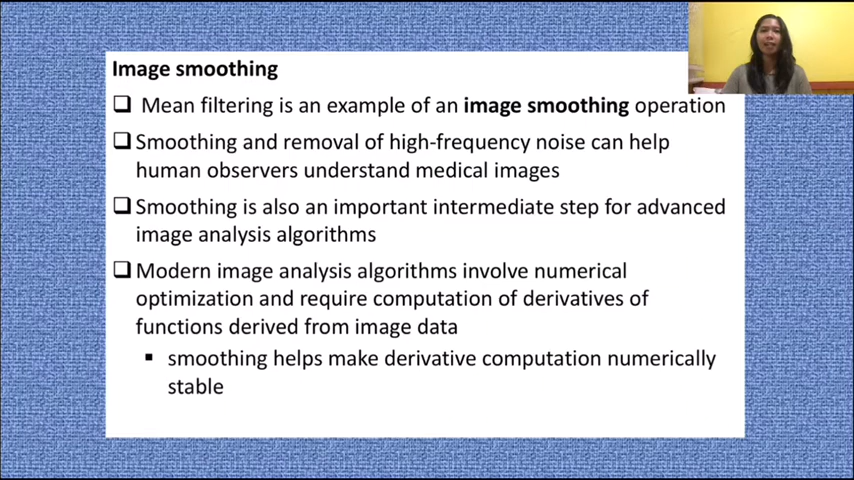 Image smoothing
❑ Mean filtering is an example of an image smoothing operation
❑ Smoothing and removal of high-frequency noise can help
human observers understand medical images
❑ Smoothing is also an important intermediate step for advanced
image analysis algorithms
❑ Modern image analysis algorithms involve numerical
optimization and require computation of derivatives of
functions derived from image data
▪ smoothing helps make derivative computation numerically
stable